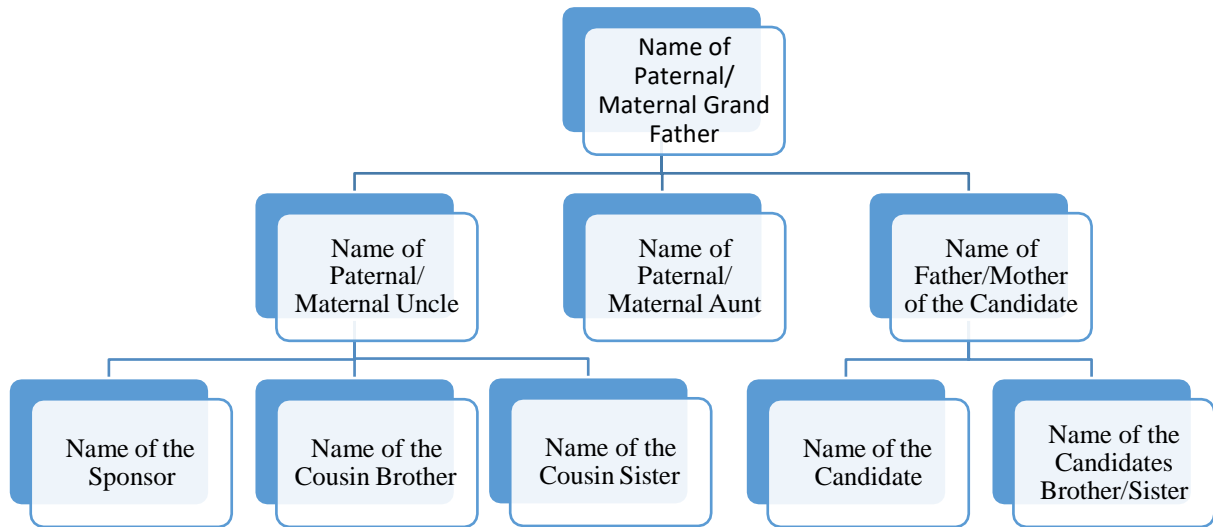 Name of
Paternal/
Maternal Grand
Father
Name of
Paternal/
Maternal Uncle
Name of
Paternal/
Maternal Aunt
Name of
Father/Mother
of the Candidate
Name of the
Sponsor
Name of the
Cousin Brother
Name of the
Cousin Sister
Name of the
Candidate
Name of the
Candidates
Brother/Sister